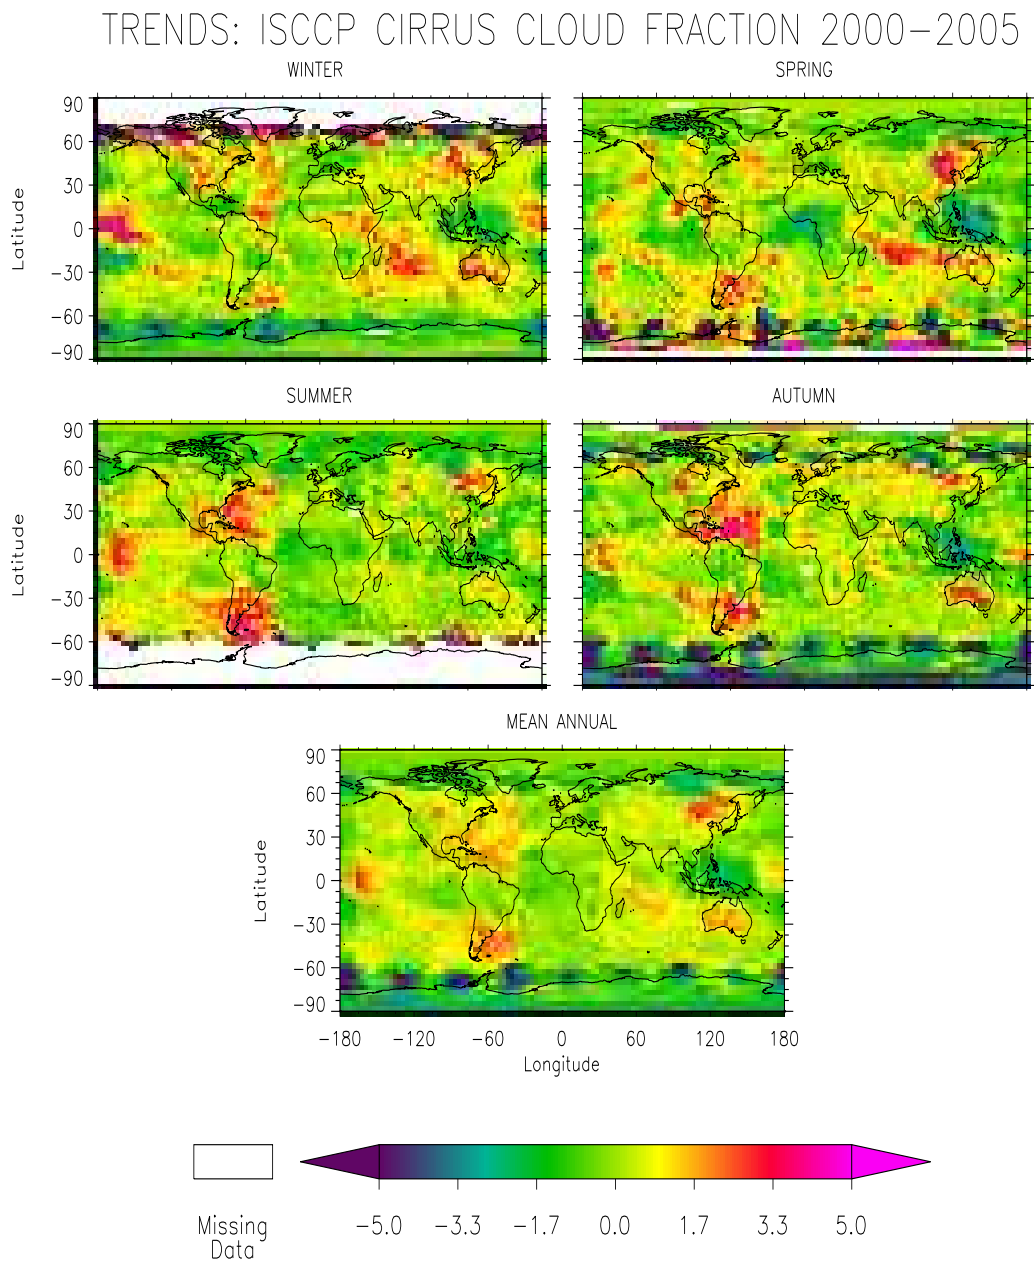 TRENDS: ISCCP CIRRUS CLOUD FRACTION 2000-2005
WINTER
SPRING
90
60
30
0
-30
-60
-90
Latitude
SUMMER
AUTUMN
90
60
30
0
-30
-60
-90
Latitude
MEAN ANNUAL
90
60
30
0
-30
-60
-90
Latitude
-180 -120 -60 0 60 120 180
Longitude
Missing
Data
-5.0 -3.3 -1.7 0.0 1.7 3.3 5.0